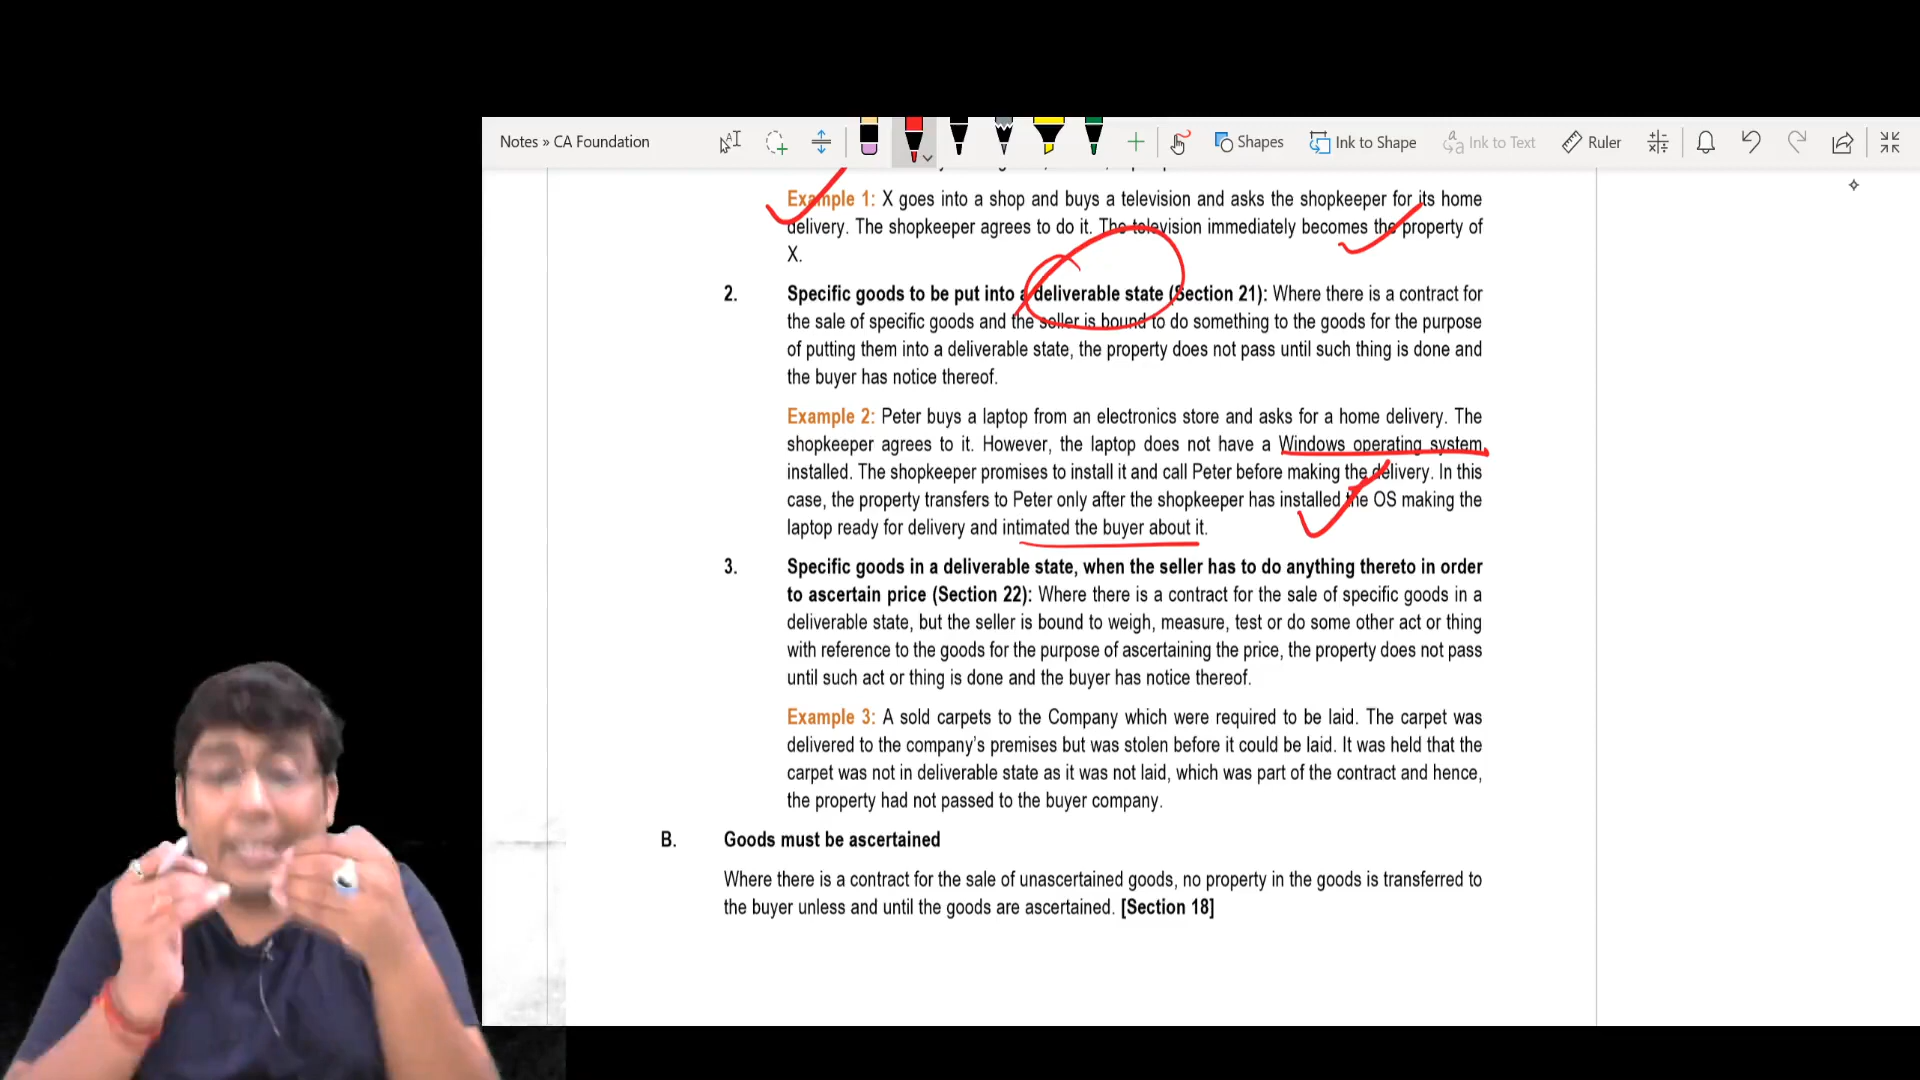 Notes » CA Foundation
Shapes
Ink to Shape
Ink to Text
Ruler
Example 1: X goes into a shop and buys a television and asks the shopkeeper for its home
delivery. The shopkeeper agrees to do it. The television immediately becomes the property of
X.
2. Specific goods to be put into a deliverable state (Section 21): Where there is a contract for
the sale of specific goods and the seller is bound to do something to the goods for the purpose
of putting them into a deliverable state, the property does not pass until such thing is done and
the buyer has notice thereof.
Example 2: Peter buys a laptop from an electronics store and asks for a home delivery. The
shopkeeper agrees to it. However, the laptop does not have a Windows operating system
installed. The shopkeeper promises to install it and call Peter before making the delivery. In this
case, the property transfers to Peter only after the shopkeeper has installed the OS making the
laptop ready for delivery and intimated the buyer about it.
3. Specific goods in a deliverable state, when the seller has to do anything thereto in order
to ascertain price (Section 22): Where there is a contract for the sale of specific goods in a
deliverable state, but the seller is bound to weigh, measure, test or do some other act or thing
with reference to the goods for the purpose of ascertaining the price, the property does not pass
until such act or thing is done and the buyer has notice thereof.
Example 3: A sold carpets to the Company which were required to be laid. The carpet was
delivered to the company's premises but was stolen before it could be laid. It was held that the
carpet was not in deliverable state as it was not laid, which was part of the contract and hence,
the property had not passed to the buyer company.
B. Goods must be ascertained
Where there is a contract for the sale of unascertained goods, no property in the goods is transferred to
the buyer unless and until the goods are ascertained. [Section 18]